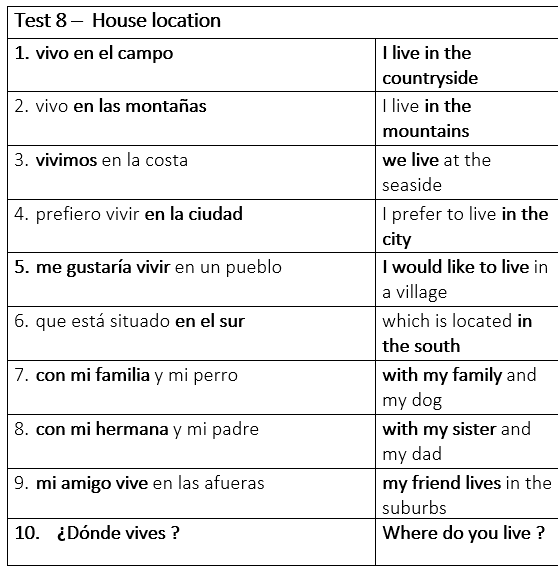 Test 8 – House location
1. vivo en el campo
I live in the
countryside
2. vivo en las montañas
I live in the
mountains
3. vivimos en la costa
we live at the
seaside
4. prefiero vivir en la ciudad
I prefer to live in the
city
5. me gustaría vivir en un pueblo
I would like to live in
a village
6. que está situado en el sur
which is located in
the south
7. con mi familia y mi perro
with my family and
my dog
8. con mi hermana y mi padre
with my sister and
my dad
9. mi amigo vive en las afueras
my friend lives in the
suburbs
10. ¿Dónde vives ?
Where do you live ?